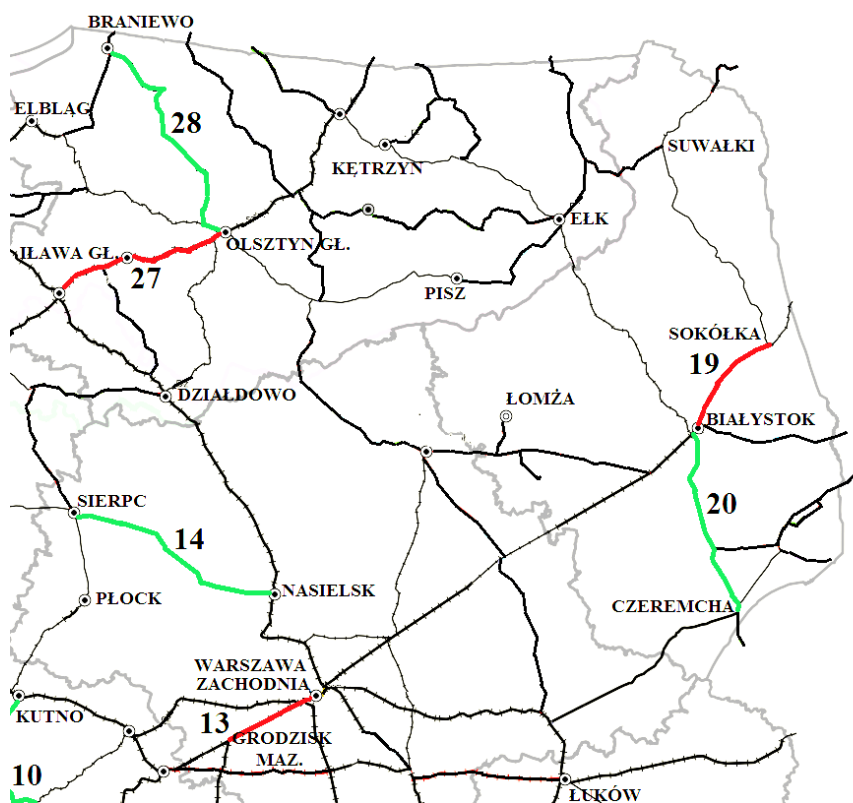 BRANIEWO
ELBLĄG
28
KĘTRZYN
SUWAŁKI
EŁK
OLSZTYN GŁ.
IŁAWA GŁ.
27
PISZ
SOKÓŁKA
19
DZIAŁDOWO
ŁOMŻA
BIAŁYSTOK
SIERPC
20
14
NASIELSK
PŁOCK
CZEREMCHA
WARSZAWA
ZACHODNIA
KUTNO
13
GRODZISK
MAZ.
10
ŁUKÓW